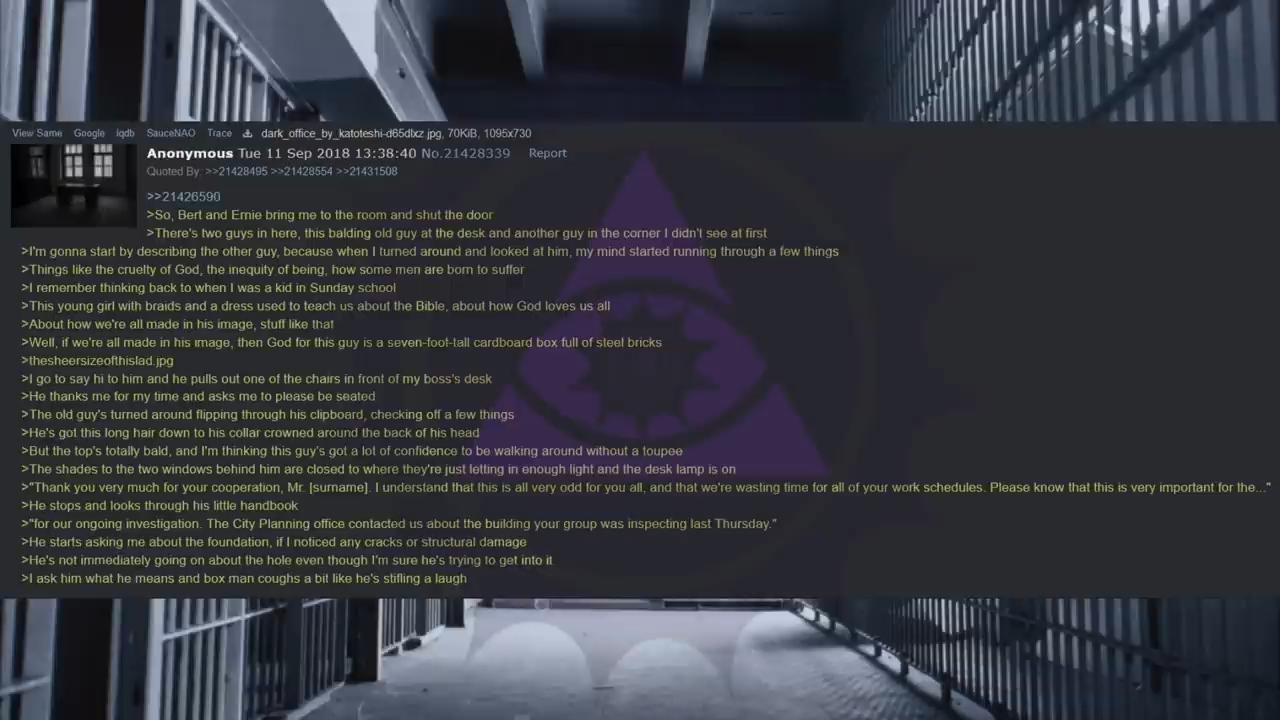 View Same Google iqdb SauceNAO Trace dark_office_by_katoteshi-d65dlxz.jpg, 70KiB, 1095x730
Anonymous Tue 11 Sep 2018 13:38:40 No.21428339 Report
Quoted By: >>21428495 >>21428554 >>21431508
>>21426590
>So, Bert and Ernie bring me to the room and shut the door
>There's two guys in here, this balding old guy at the desk and another guy in the corner I didn't see at first
>I'm gonna start by describing the other guy, because when I turned around and looked at him, my mind started running through a few things
>Things like the cruelty of God, the inequity of being, how some men are born to suffer
>I remember thinking back to when I was a kid in Sunday school
>This young girl with braids and a dress used to teach us about the Bible, about how God loves us all
>About how we're all made in his image, stuff like that
>Well, if we're all made in his image, then God for this guy is a seven-foot-tall cardboard box full of steel bricks
>thesheersizeofthislad.jpg
>I go to say hi to him and he pulls out one of the chairs in front of my boss's desk
>He thanks me for my time and asks me to please be seated
>The old guy's turned around flipping through his clipboard, checking off a few things
>He's got this long hair down to his collar crowned around the back of his head
>But the top's totally bald, and I'm thinking this guy's got a lot of confidence to be walking around without a toupee
>The shades to the two windows behind him are closed to where they're just letting in enough light and the desk lamp is on
>"Thank you very much for your cooperation, Mr. [surname]. I understand that this is all very odd for you all, and that we're wasting time for all of your work schedules. Please know that this is very important for the..."
>He stops and looks through his little handbook
>"for our ongoing investigation. The City Planning office contacted us about the building your group was inspecting last Thursday."
>He starts asking me about the foundation, if I noticed any cracks or structural damage
>He's not immediately going on about the hole even though I'm sure he's trying to get into it
>I ask him what he means and box man coughs a bit like he's stifling a laugh